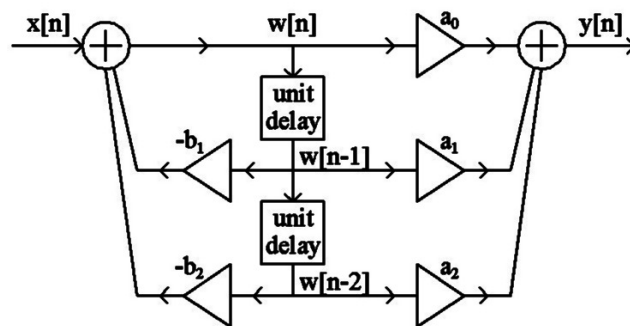 x[n] w[n] a₀ y[n]
unit
delay
-b₁ w[n-1] a₁
unit
delay
-b₂ w[n-2] a₂